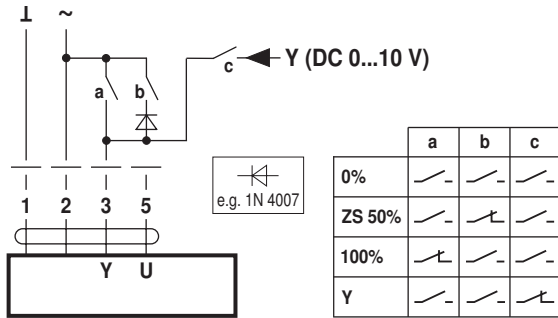 ⊥ ~
Y (DC 0...10 V)
c
a b
a b c
e.g. 1N 4007
0%
ZS 50%
100%
Y
1 2 3 5
Y U